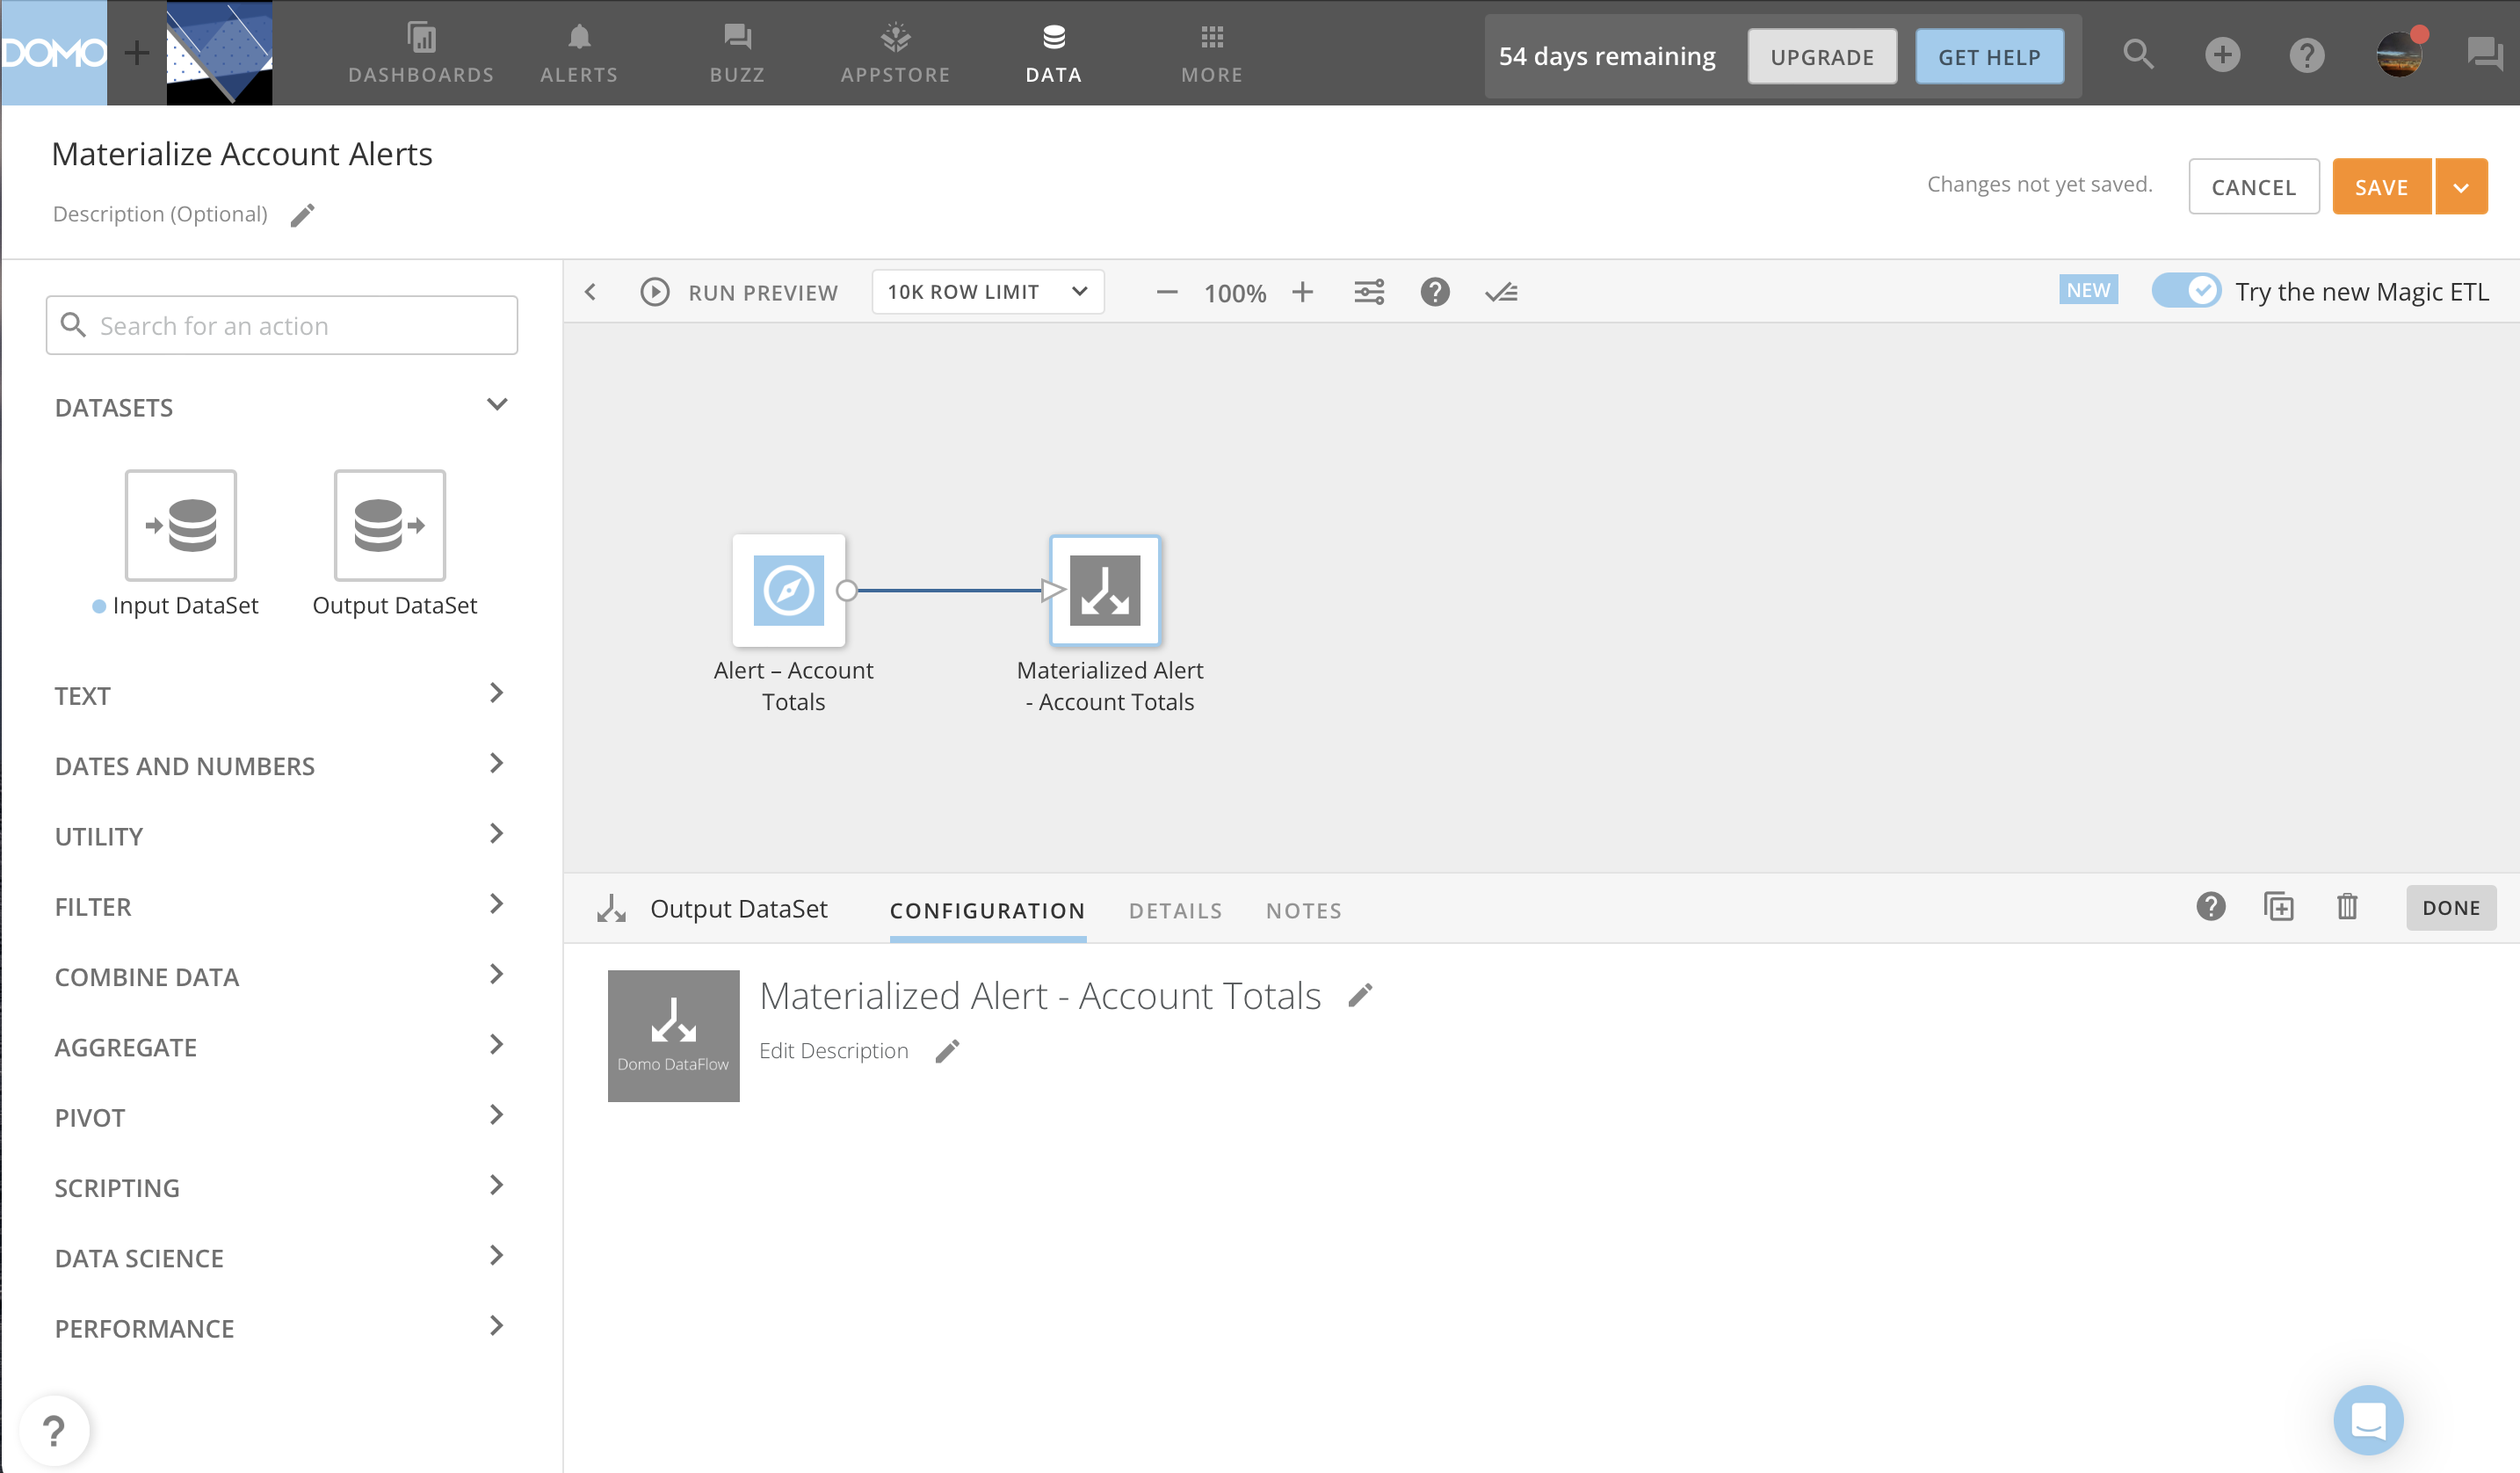 DOMO
DASHBOARDS
ALERTS
BUZZ
APPSTORE
DATA
MORE
54 days remaining
UPGRADE
GET HELP
Materialize Account Alerts
Description (Optional)
Changes not yet saved.
CANCEL
SAVE
Search for an action
DATASETS
Input DataSet
Output DataSet
TEXT
DATES AND NUMBERS
UTILITY
FILTER
COMBINE DATA
AGGREGATE
PIVOT
SCRIPTING
DATA SCIENCE
PERFORMANCE
?
RUN PREVIEW
10K ROW LIMIT
100%
NEW
Try the new Magic ETL
Alert – Account
Totals
Materialized Alert
- Account Totals
Output DataSet
CONFIGURATION
DETAILS
NOTES
DONE
Domo DataFlow
Materialized Alert - Account Totals
Edit Description